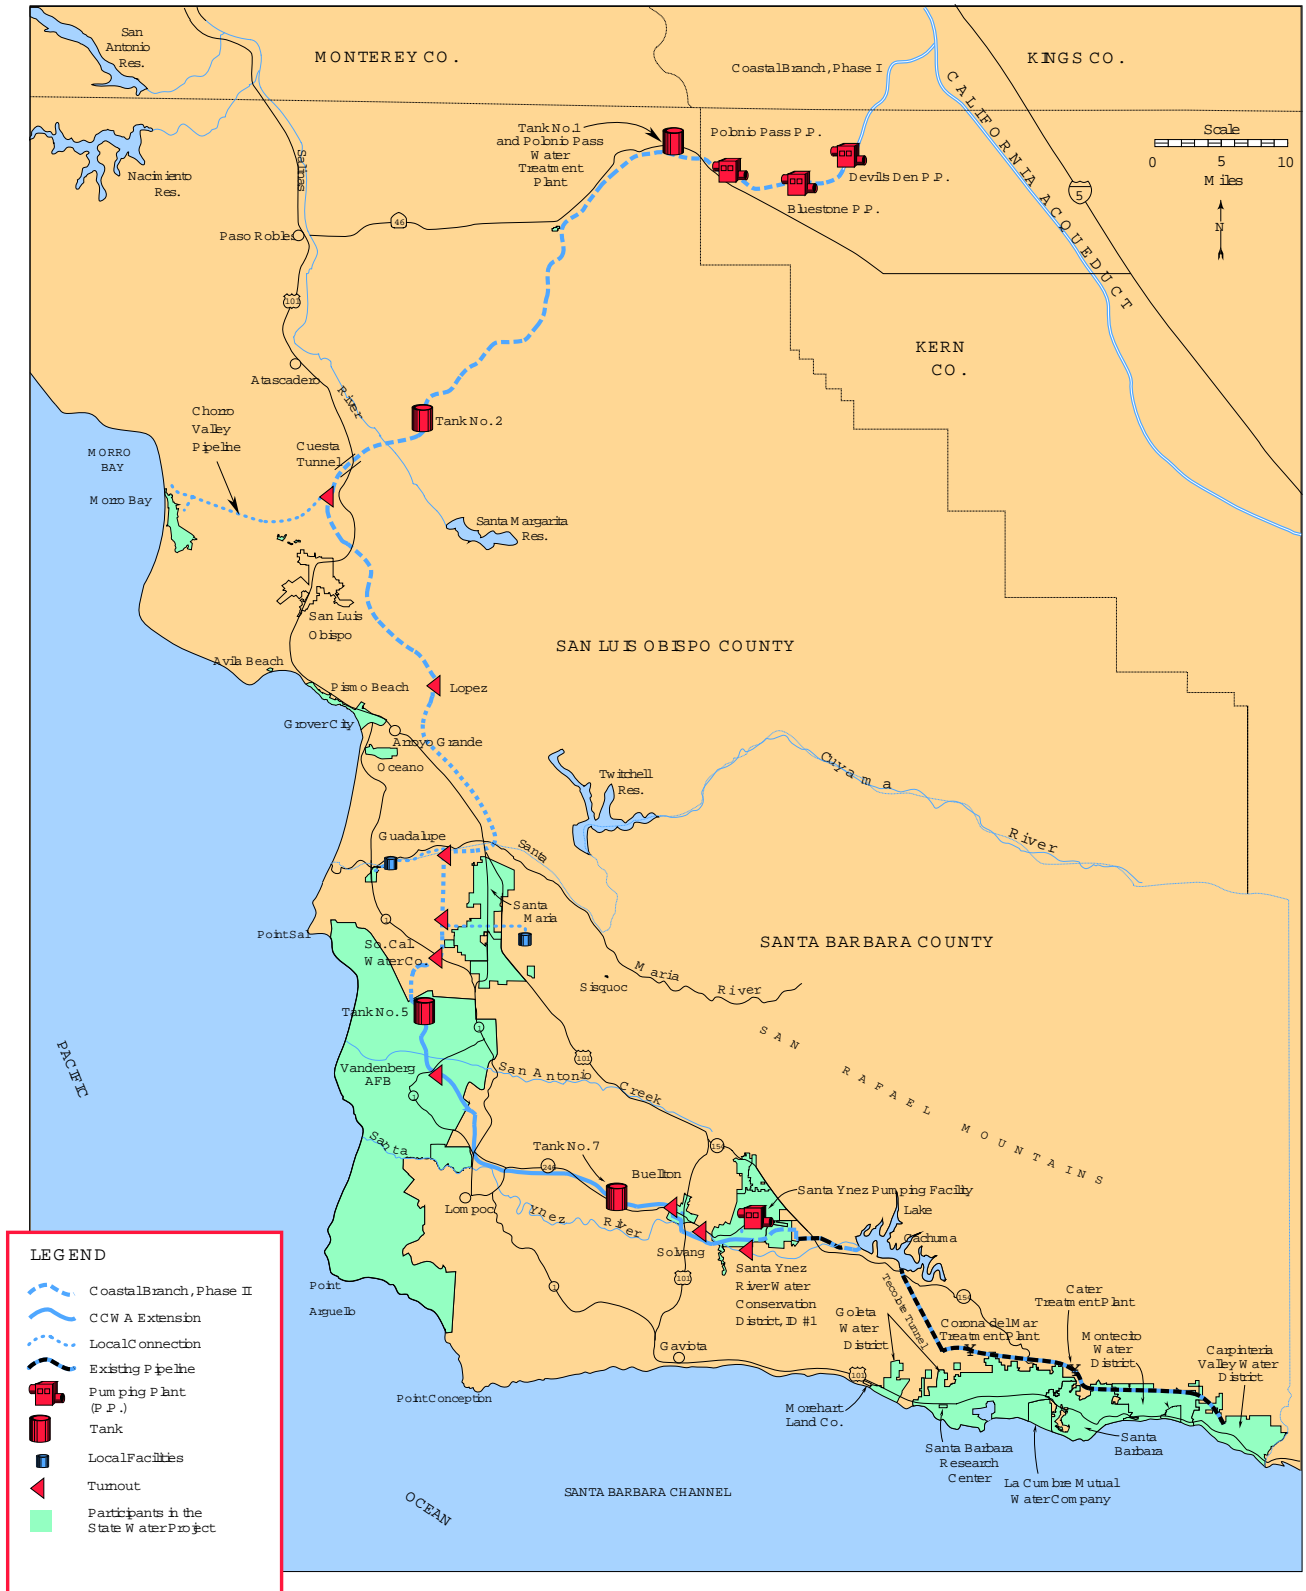 San
Antonio
Res.
MONTEREY CO.
Coastal Branch, Phase I
KINGS CO.
CALIFORNIA ACQUEDUCT
Scale
0 5 10
Miles
N
5
Tank No.1
and Polonio Pass
Water
Treatment
Plant
Polonio Pass P.P.
Devil's Den P.P.
Bluestone P.P.
Nacimiento
Res.
Salinas
River
Paso Robles
46
101
Atascadero
KERN
CO.
Chorro
Valley
Pipeline
Tank No. 2
Cuesta
Tunnel
MORRO
BAY
Morro Bay
Santa Margarita
Res.
San Luis
Obispo
SAN LUIS OBISPO COUNTY
Avila Beach
Pismo Beach
Lopez
Grover City
Arroyo Grande
Oceano
Twitchell
Res.
Cuyama
River
Guadalupe
Santa
Maria
River
Santa
Maria
1
Point Sal
So. Cal.
Water Co.
SANTA BARBARA COUNTY
Sisquoc
Tank No. 5
1
SAN RAFAEL MOUNTAINS
PACIFIC
OCEAN
101
Vandenberg
AFB
San Antonio
Creek
1
Santa
Ynez
River
Tank No. 7
246
154
Buellton
Santa Ynez Pumping Facility
Lompoc
Solvang
Lake
Cachuma
Santa Ynez
River Water
Conservation
District, ID #1
101
1
Point
Arguello
Tecolote Tunnel
154
Goleta
Water
District
Corona del Mar
Treatment Plant
Cater
Treatment Plant
Montecito
Water
District
Carpinteria
Valley Water
District
Gaviota
101
Point Conception
Morehart
Land Co.
Santa Barbara
Research
Center
La Cumbre Mutual
Water Company
Santa
Barbara
SANTA BARBARA CHANNEL
LEGEND
Coastal Branch, Phase II
CCWA Extension
Local Connection
Existing Pipeline
Pumping Plant
(P.P.)
Tank
Local Facilities
Turnout
Participants in the
State Water Project